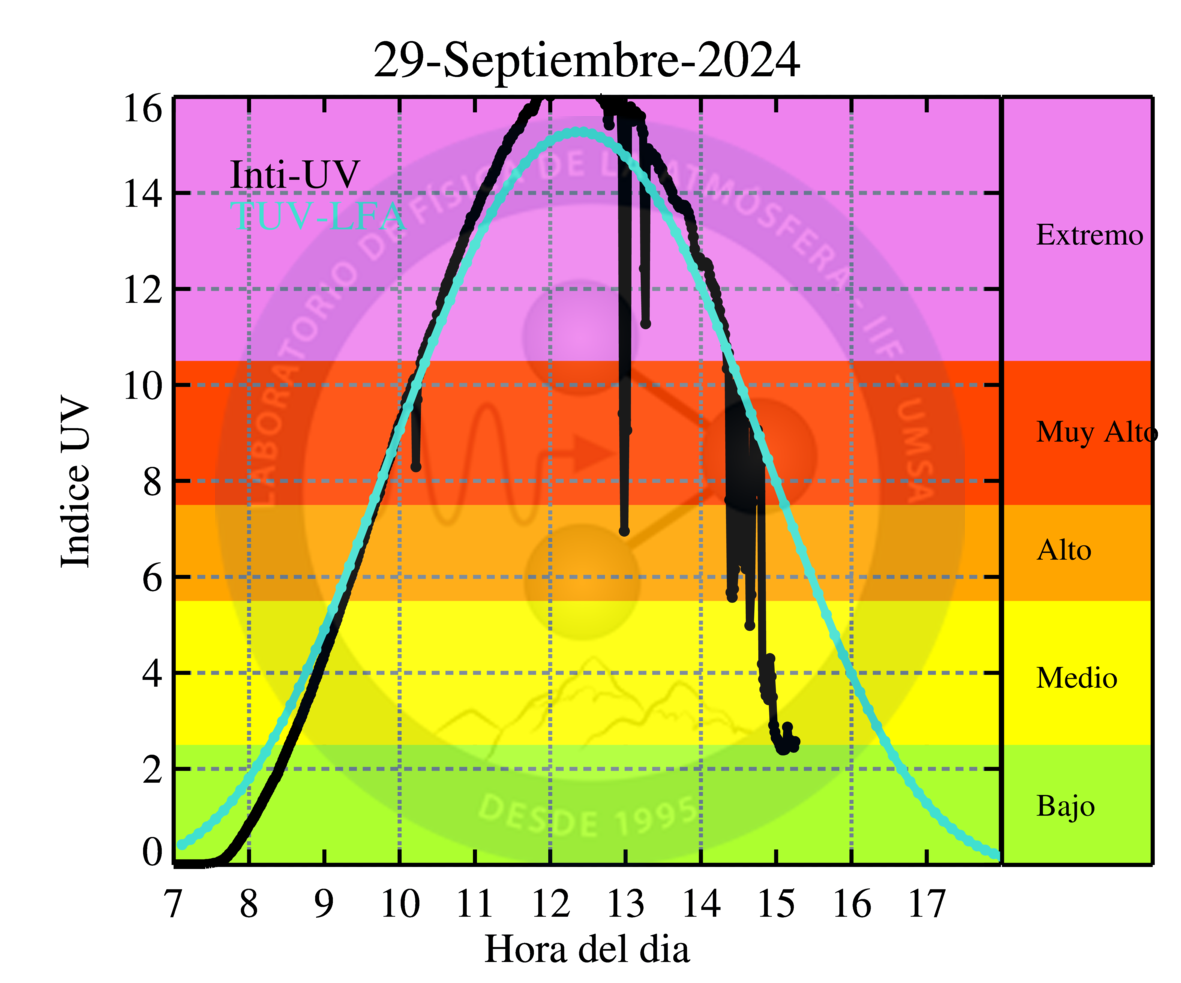 29-Septiembre-2024
16
14
12
10
8
6
4
2
0
Indice UV
Inti-UV
TUV-LFA
LABORATORIO DE FÍSICA DE LA ATMÓSFERA - IIF - UMSA
DESDE 1995
Extremo
Muy Alto
Alto
Medio
Bajo
7 8 9 10 11 12 13 14 15 16 17
Hora del dia